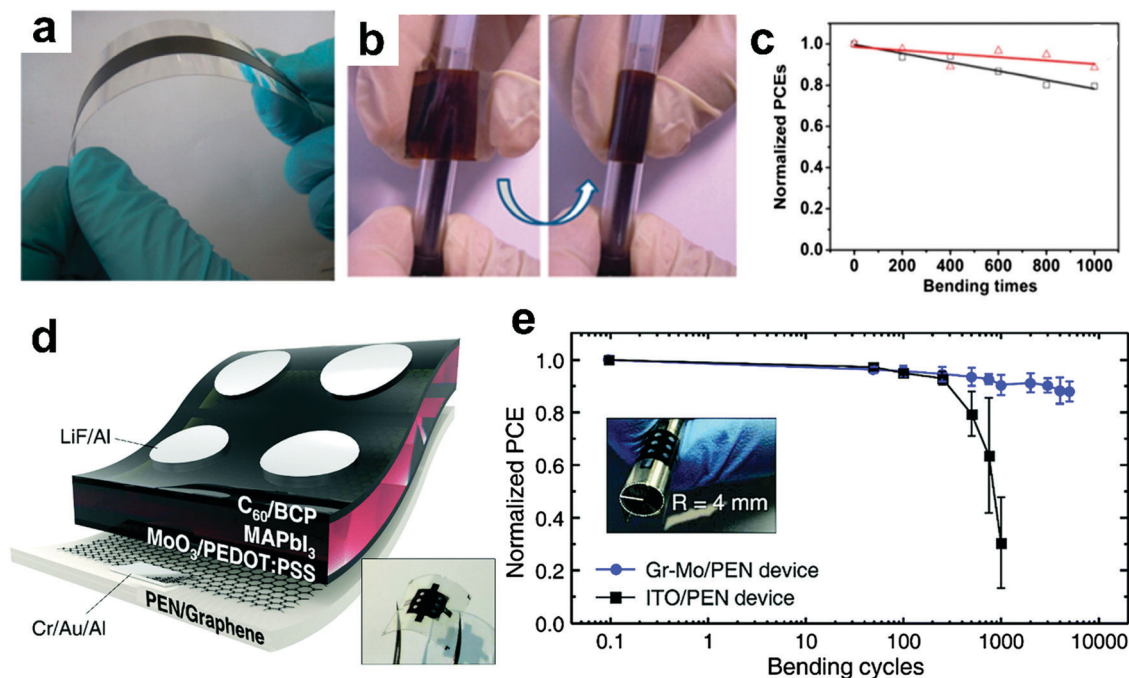 a
b
c
Normalized PCEs
1.0
0.8
0.6
0.4
0.2
0.0
0
200
400
600
800
1000
Bending times
d
LiF/Al
C₆₀/BCP
MAPbI₃
MoO₃/PEDOT:PSS
Cr/Au/Al
PEN/Graphene
e
Normalized PCE
1.0
0.8
0.6
0.4
0.2
0.0
R = 4 mm
Gr-Mo/PEN device
ITO/PEN device
0.1
1
10
100
1000
10000
Bending cycles